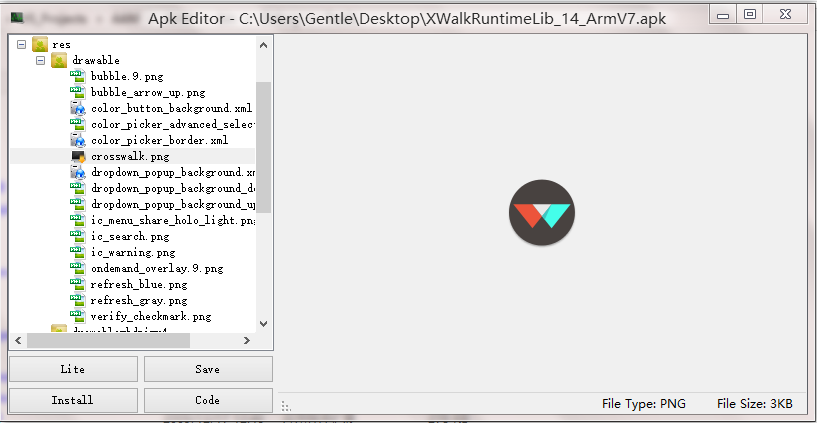 Apk Editor - C:\Users\Gentle\Desktop\XWalkRuntimeLib_14_ArmV7.apk
res
drawable
bubble.9.png
bubble_arrow_up.png
color_button_background.xml
color_picker_advanced_selec
color_picker_border.xml
crosswalk.png
dropdown_popup_background.x
dropdown_popup_background_d
dropdown_popup_background_u
ic_menu_share_holo_light.pn
ic_search.png
ic_warning.png
ondemand_overlay.9.png
refresh_blue.png
refresh_gray.png
verify_checkmark.png
Lite
Save
Install
Code
File Type: PNG
File Size: 3KB